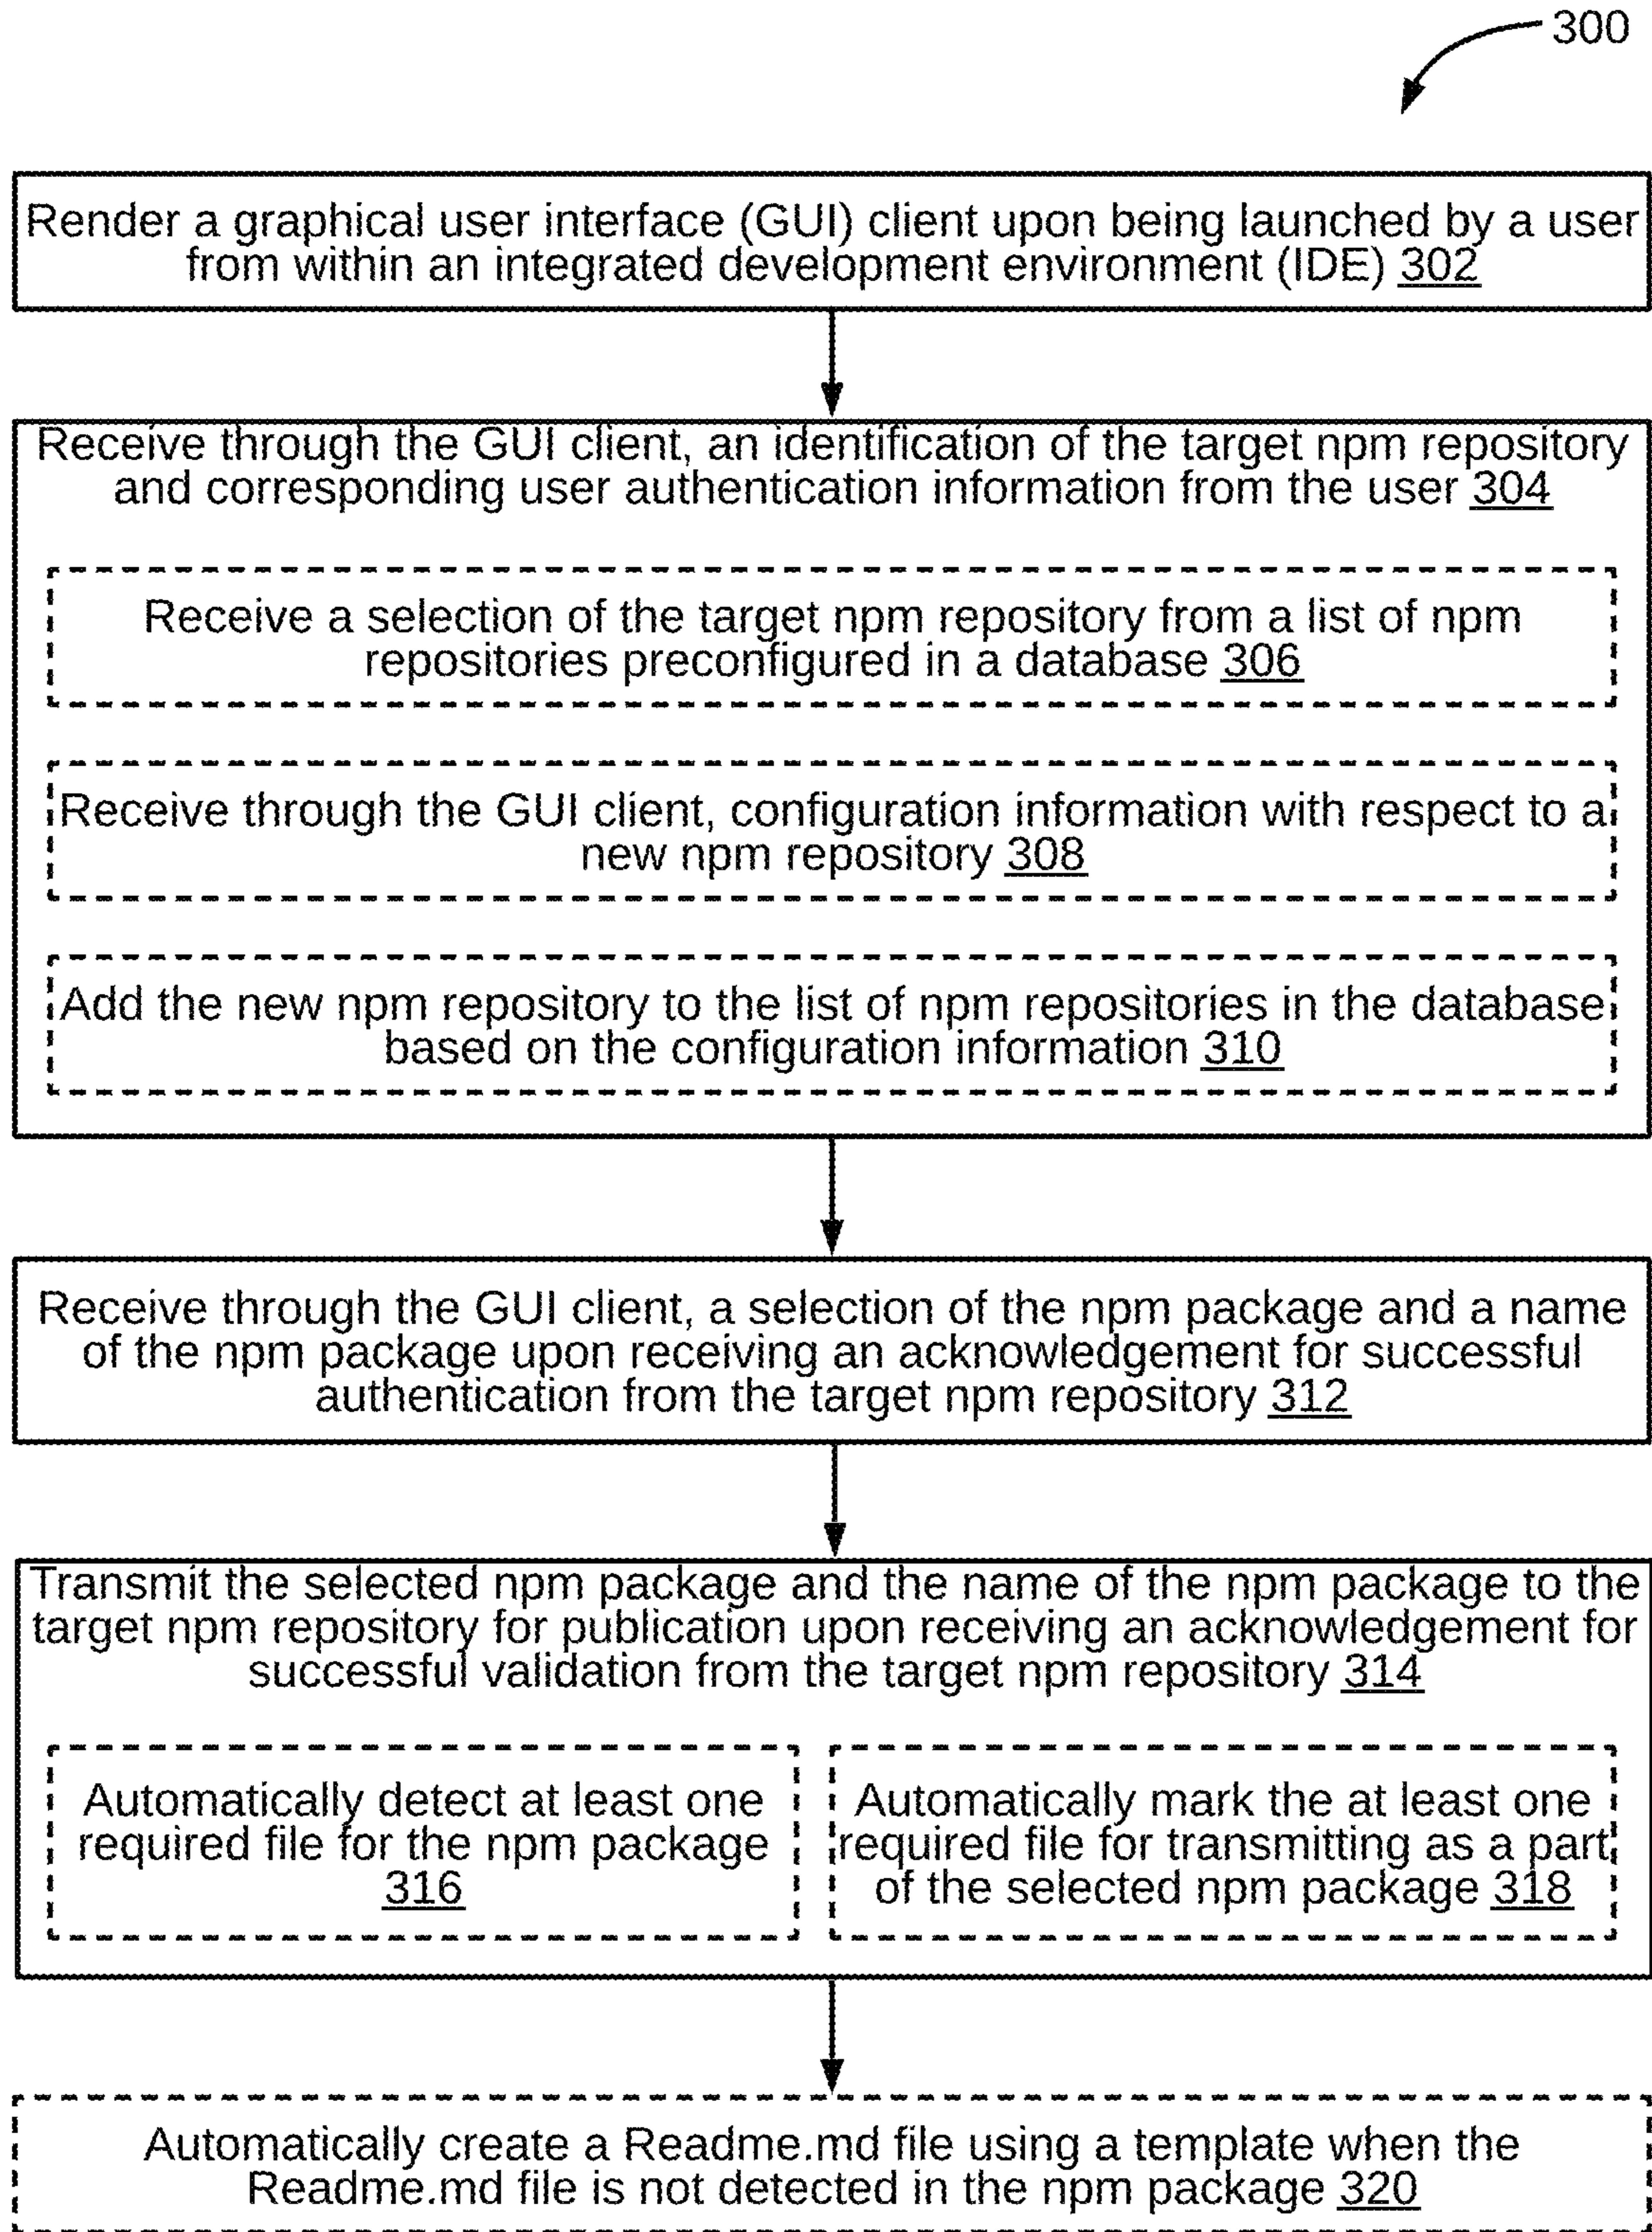 300
Render a graphical user interface (GUI) client upon being launched by a user
from within an integrated development environment (IDE) 302
Receive through the GUI client, an identification of the target npm repository
and corresponding user authentication information from the user 304
Receive a selection of the target npm repository from a list of npm
repositories preconfigured in a database 306
Receive through the GUI client, configuration information with respect to a
new npm repository 308
Add the new npm repository to the list of npm repositories in the database
based on the configuration information 310
Receive through the GUI client, a selection of the npm package and a name
of the npm package upon receiving an acknowledgement for successful
authentication from the target npm repository 312
Transmit the selected npm package and the name of the npm package to the
target npm repository for publication upon receiving an acknowledgement for
successful validation from the target npm repository 314
Automatically detect at least one
required file for the npm package
316
Automatically mark the at least one
required file for transmitting as a part
of the selected npm package 318
Automatically create a Readme.md file using a template when the
Readme.md file is not detected in the npm package 320